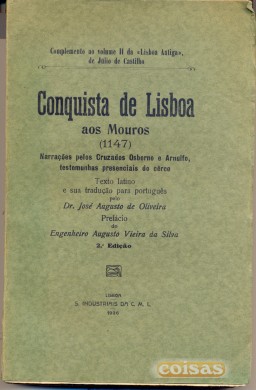 Complemento ao volume II da «Lisboa Antiga»,
de Júlio de Castilho
Conquista de Lisboa
aos Mouros
(1147)
Narrações pelos Cruzados Osberno e Arnulfo,
testemunhas presenciais do cêrco
Texto latino
e sua tradução para português
pelo
Dr. José Augusto de Oliveira
Prefácio
do
Engenheiro Augusto Vieira da Silva
2.ª Edição
LISBOA
S. INDUSTRIAIS DA C. M. L.
1936
coisas